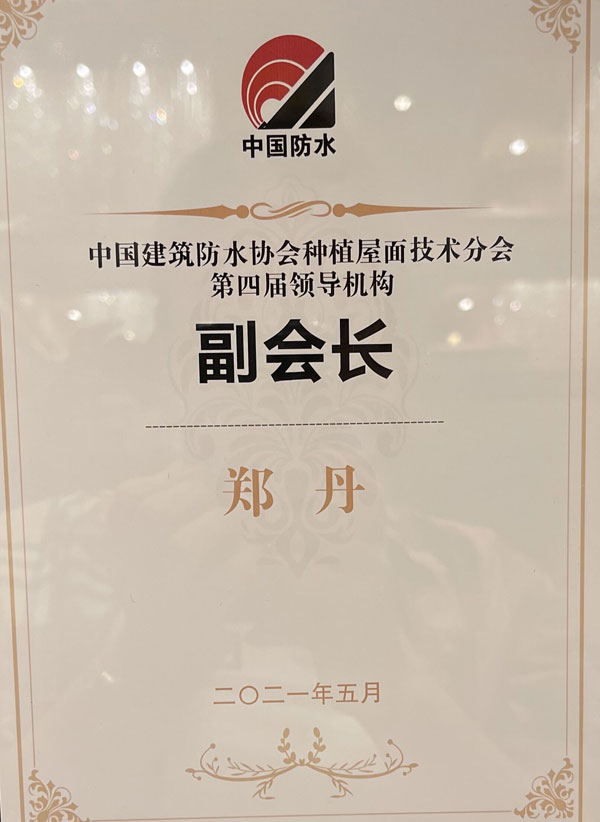 中国防水
中国建筑防水协会种植屋面技术分会
第四届领导机构
副会长
郑 丹
二〇二一年五月